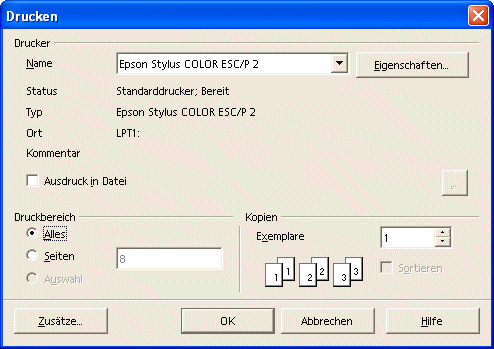 Drucken
Drucker
Name Epson Stylus COLOR ESC/P 2 Eigenschaften...
Status Standarddrucker; Bereit
Typ Epson Stylus COLOR ESC/P 2
Ort LPT1:
Kommentar
Ausdruck in Datei ...
Druckbereich Kopien
Alles Exemplare 1
Seiten 8
Auswahl 1 1 2 2 3 3 Sortieren
Zusätze... OK Abbrechen Hilfe